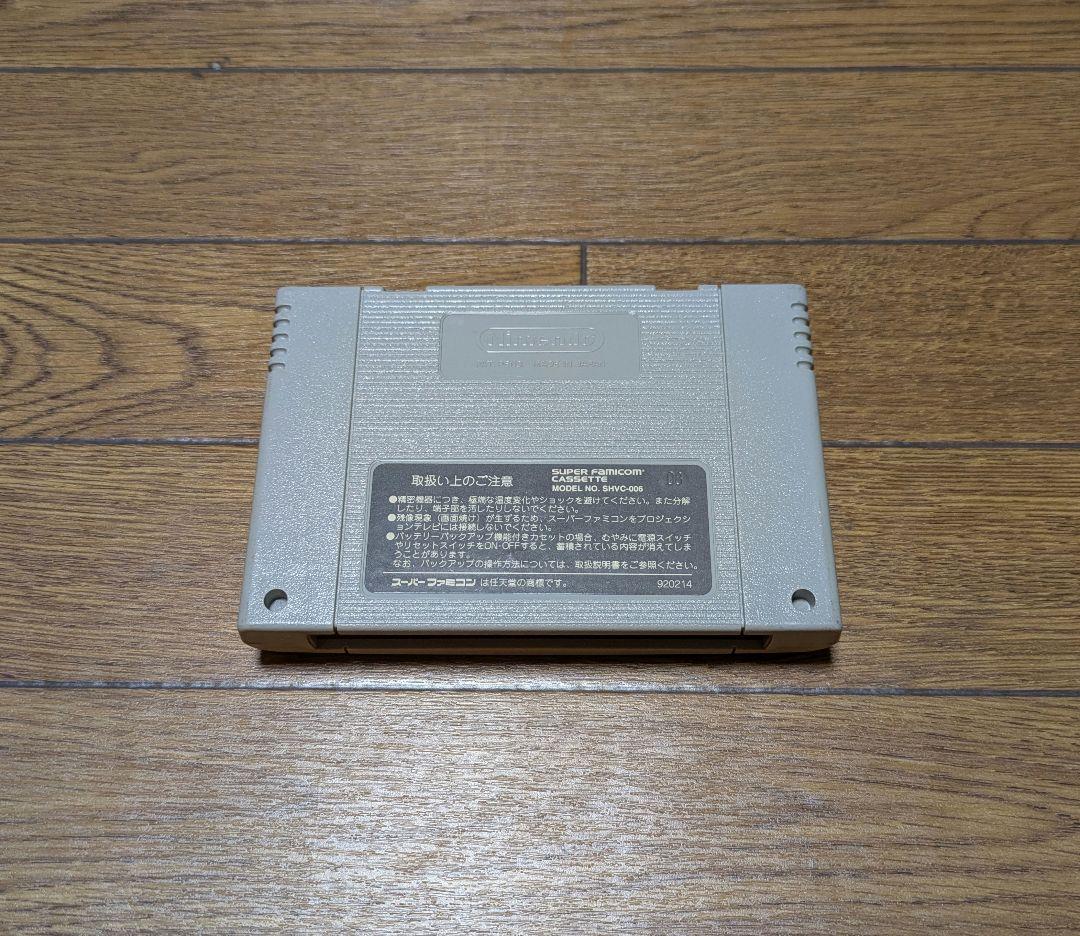 Nintendo
PAT. PEND. MADE IN JAPAN
取扱い上のご注意
SUPER Famicom
CASSETTE
MODEL NO. SHVC-006
03
●精密機器につき、極端な温度変化やショックを避けてください。また分解
したり、端子部を汚したりしないでください。
●残像現象（画面焼け）が生ずるため、スーパーファミコンをプロジェクシ
ョンテレビには接続しないでください。
●バッテリーバックアップ機能付きカセットの場合、むやみに電源スイッチ
やリセットスイッチをON・OFFすると、蓄積されている内容が消えてしま
うことがあります。
なお、バックアップの操作方法については、取扱説明書をご参照ください。
スーパーファミコン は任天堂の商標です。
920214